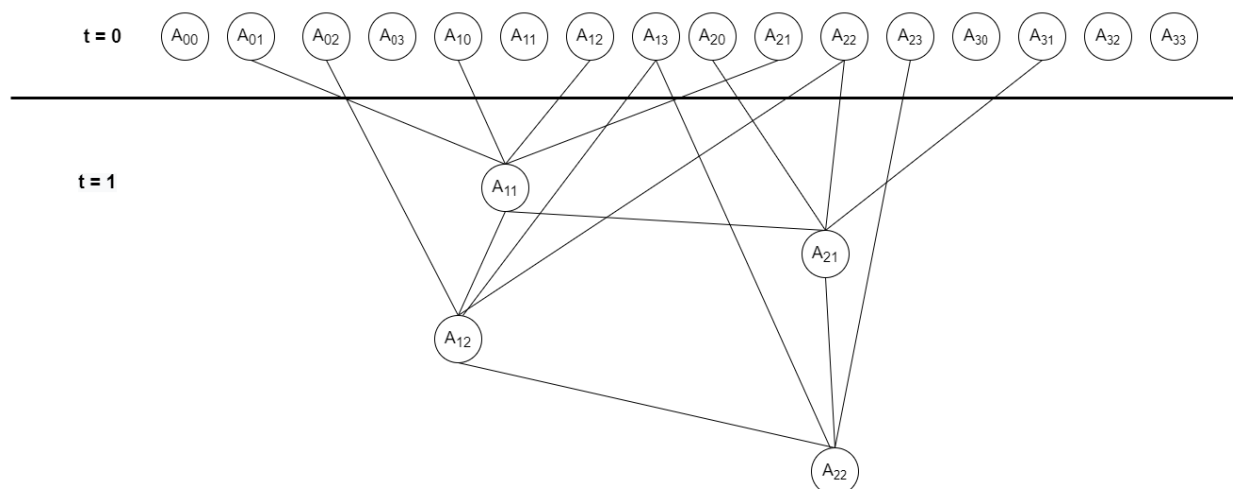 t = 0 A₀₀ A₀₁ A₀₂ A₀₃ A₁₀ A₁₁ A₁₂ A₁₃ A₂₀ A₂₁ A₂₂ A₂₃ A₃₀ A₃₁ A₃₂ A₃₃
t = 1 A₁₁
A₂₁
A₁₂
A₂₂